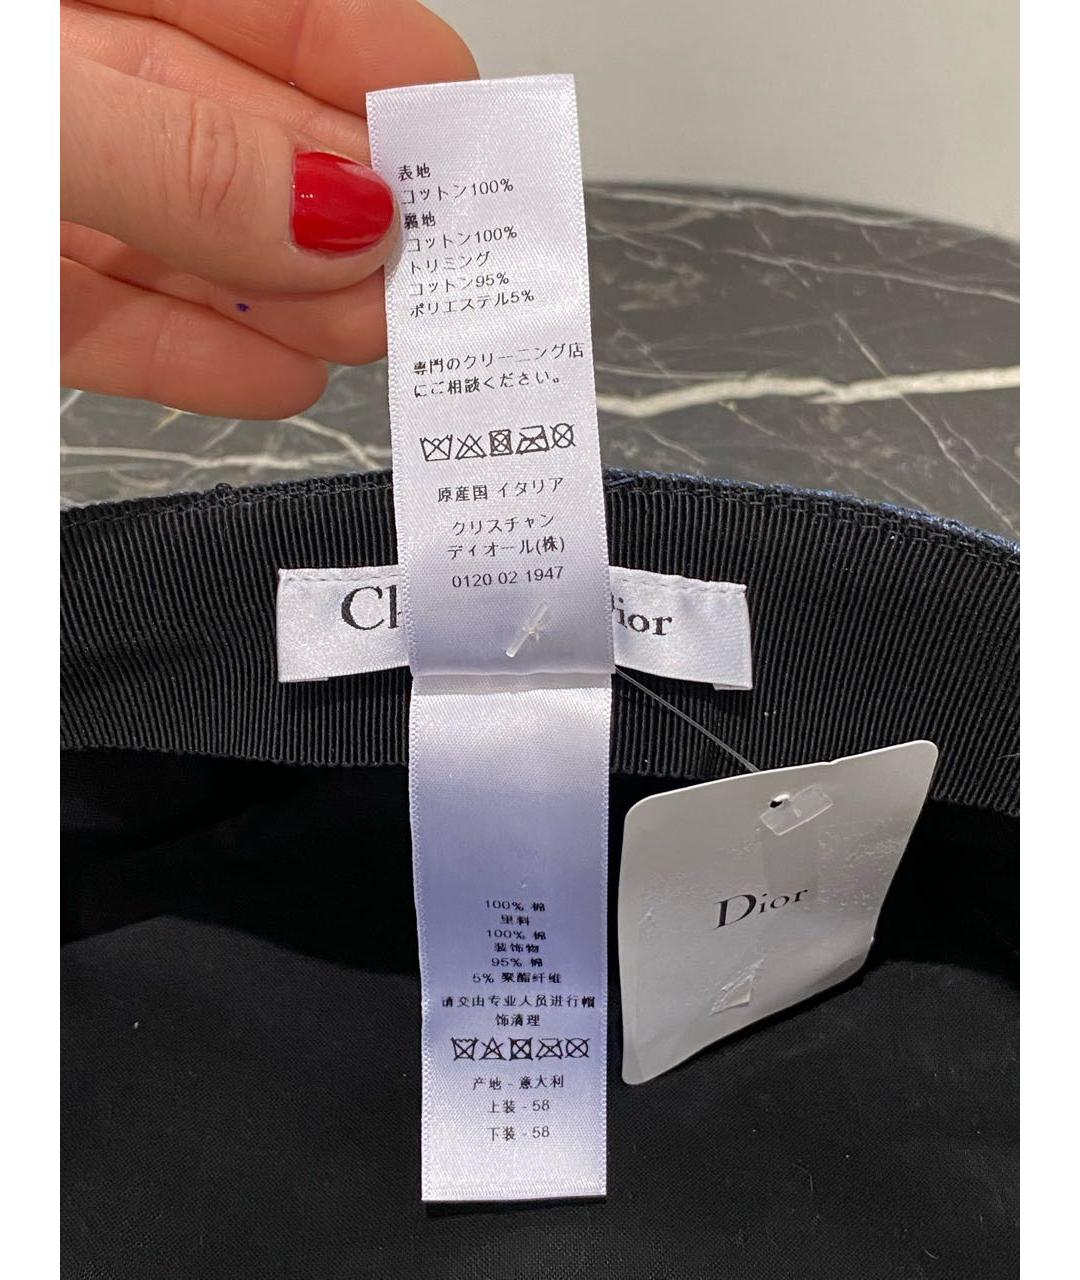 表地
コットン100%
裏地
コットン100%
トリミング
コットン95%
ポリエステル5%
専門のクリーニング店
にご相談ください。
原産国 イタリア
クリスチャン
ディオール(株)
0120 02 1947
Ch
Dior
100% 棉
里料
100% 棉
装饰物
95% 棉
5% 聚酯纤维
请交由专业人员进行帽
饰清理
产地 - 意大利
上装 - 58
下装 - 58
Dior